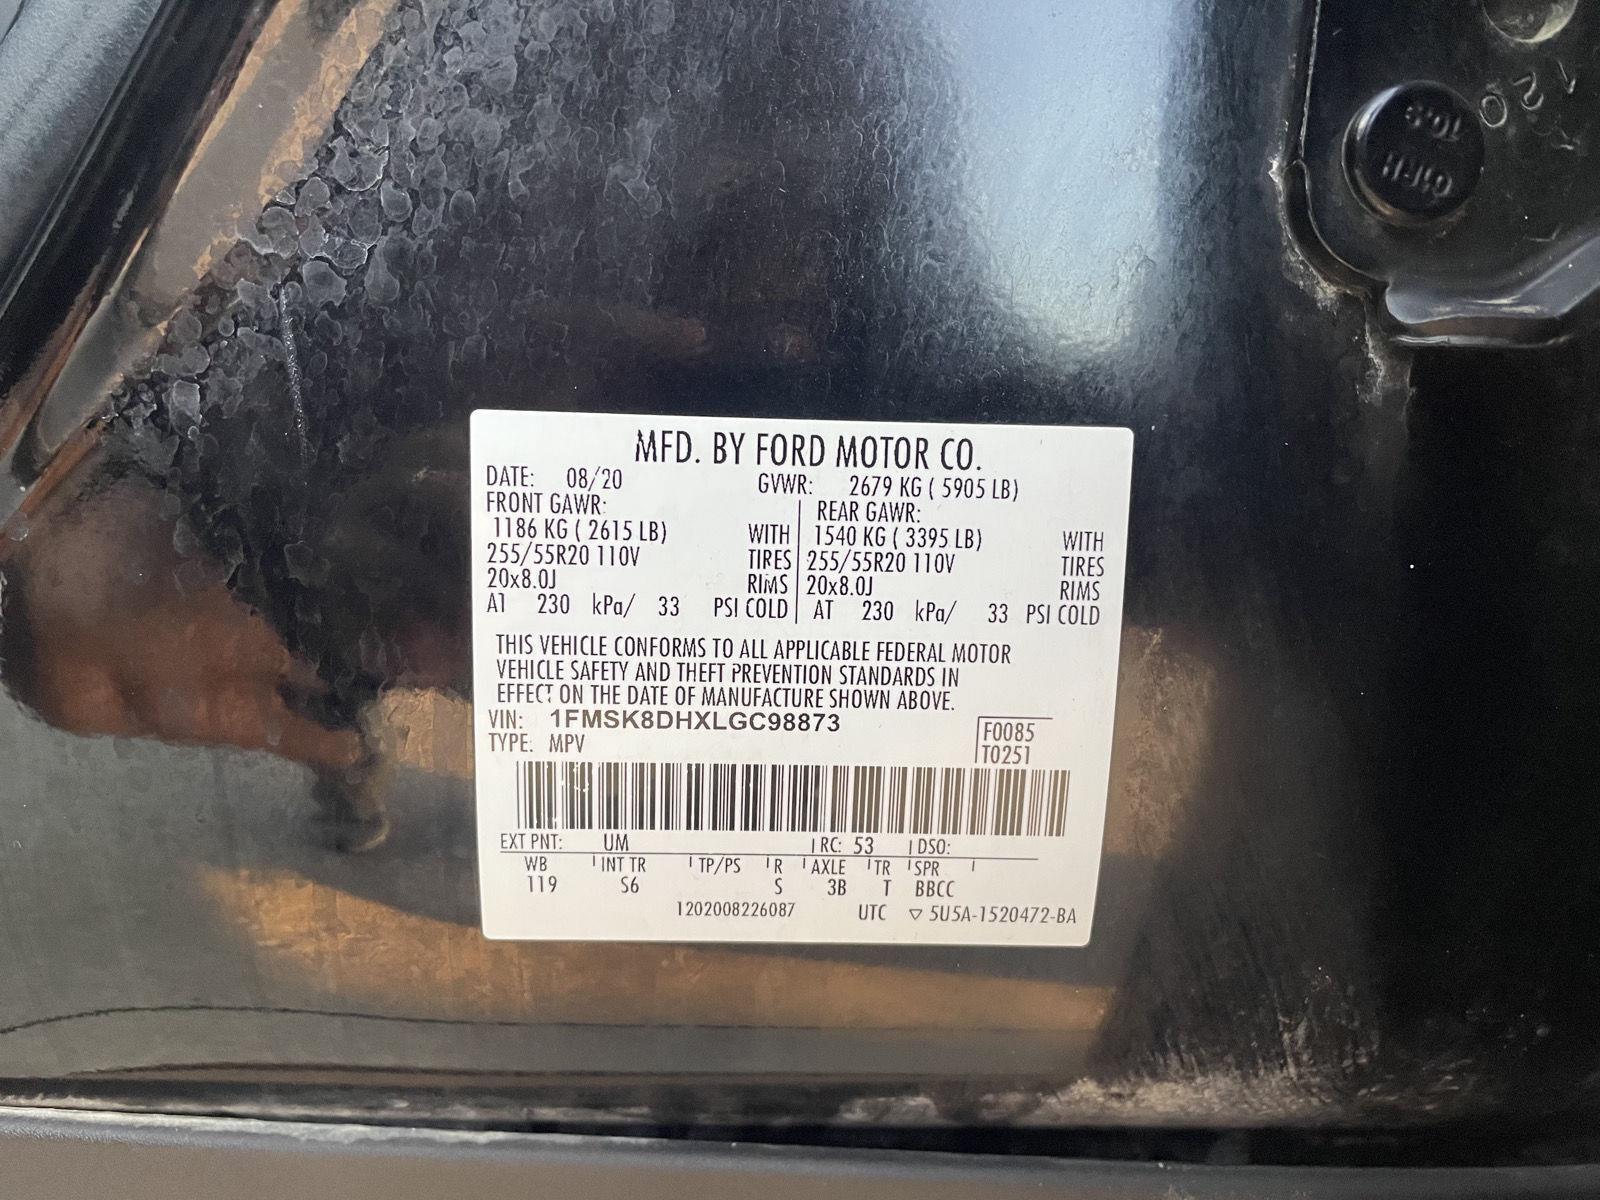 MFD. BY FORD MOTOR CO.
DATE: 08/20 GVWR: 2679 KG ( 5905 LB)
FRONT GAWR: REAR GAWR:
1186 KG ( 2615 LB) WITH 1540 KG ( 3395 LB) WITH
255/55R20 110V TIRES 255/55R20 110V TIRES
20x8.0J RIMS 20x8.0J RIMS
AT 230 kPa/ 33 PSI COLD AT 230 kPa/ 33 PSI COLD
THIS VEHICLE CONFORMS TO ALL APPLICABLE FEDERAL MOTOR
VEHICLE SAFETY AND THEFT PREVENTION STANDARDS IN
EFFECT ON THE DATE OF MANUFACTURE SHOWN ABOVE.
VIN: 1FMSK8DHXLGC98873
TYPE: MPV
F0085
T0251
EXT PNT: UM RC: 53 DSO:
WB INT TR TP/PS R AXLE TR SPR
119 S6 S 3B T BBCC
1202008226087 UTC ▽ 5U5A-1520472-BA
120